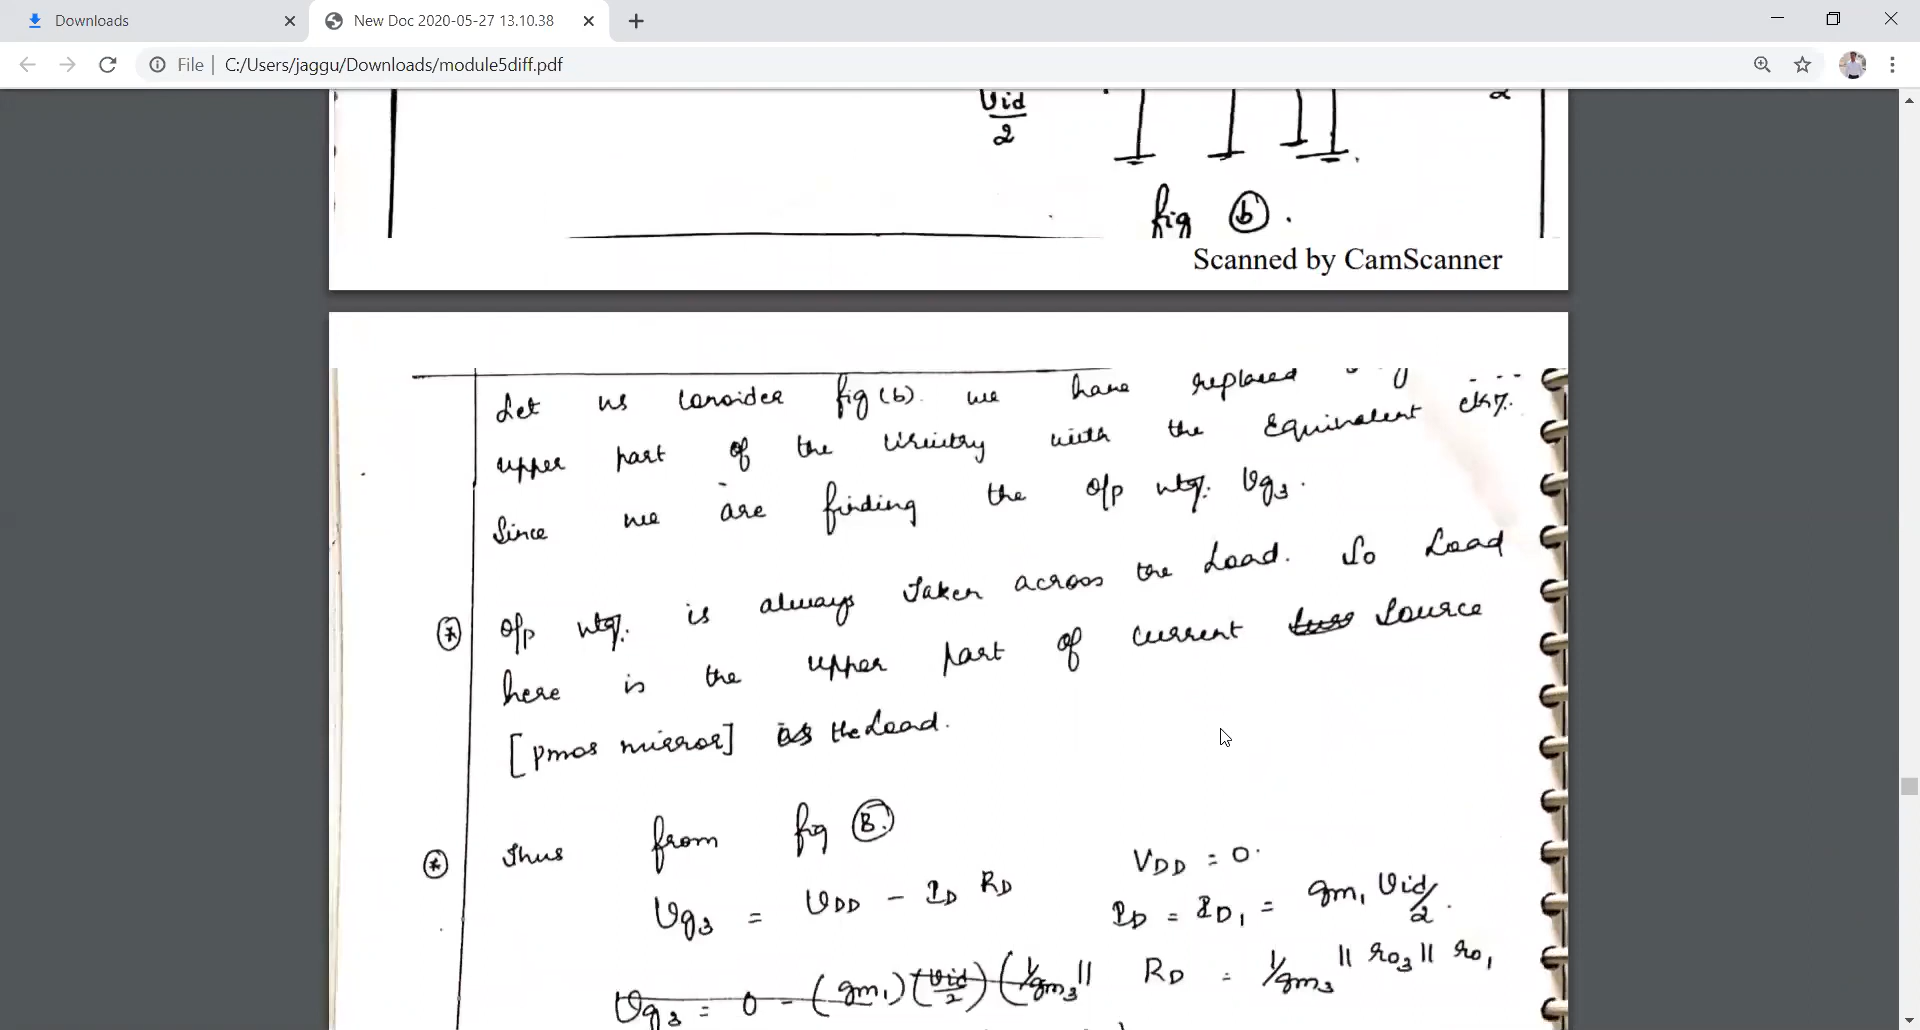 Downloads
New Doc 2020-05-27 13.10.38
File | C:/Users/jaggu/Downloads/module5diff.pdf
Vid
2
fig (b).
Scanned by CamScanner
Let us consider fig (b). we have replaced
upper part of the circuitry with the Equivalent ckt.
Since we are finding the o/p vtg. Vg3.
* o/p vtg. is always taken across the Load. So Load
here is the upper part of current source
[pmos mirror] is the Load.
* Thus from fig (B.)
Vg3 = VDD - ID RD
VDD = 0.
ID = ID1 = gm1 Vid/2.
RD = 1/gm3 || ro3 || ro1
Vg3 = 0 - (gm1)(Vid/2)(1/gm3 ||